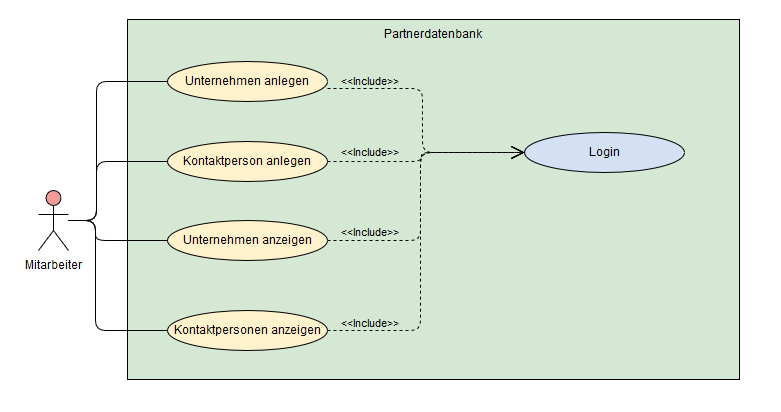 Partnerdatenbank
Unternehmen anlegen
<<Include>>
Kontaktperson anlegen
<<Include>>
Login
Unternehmen anzeigen
<<Include>>
Mitarbeiter
Kontaktpersonen anzeigen
<<Include>>